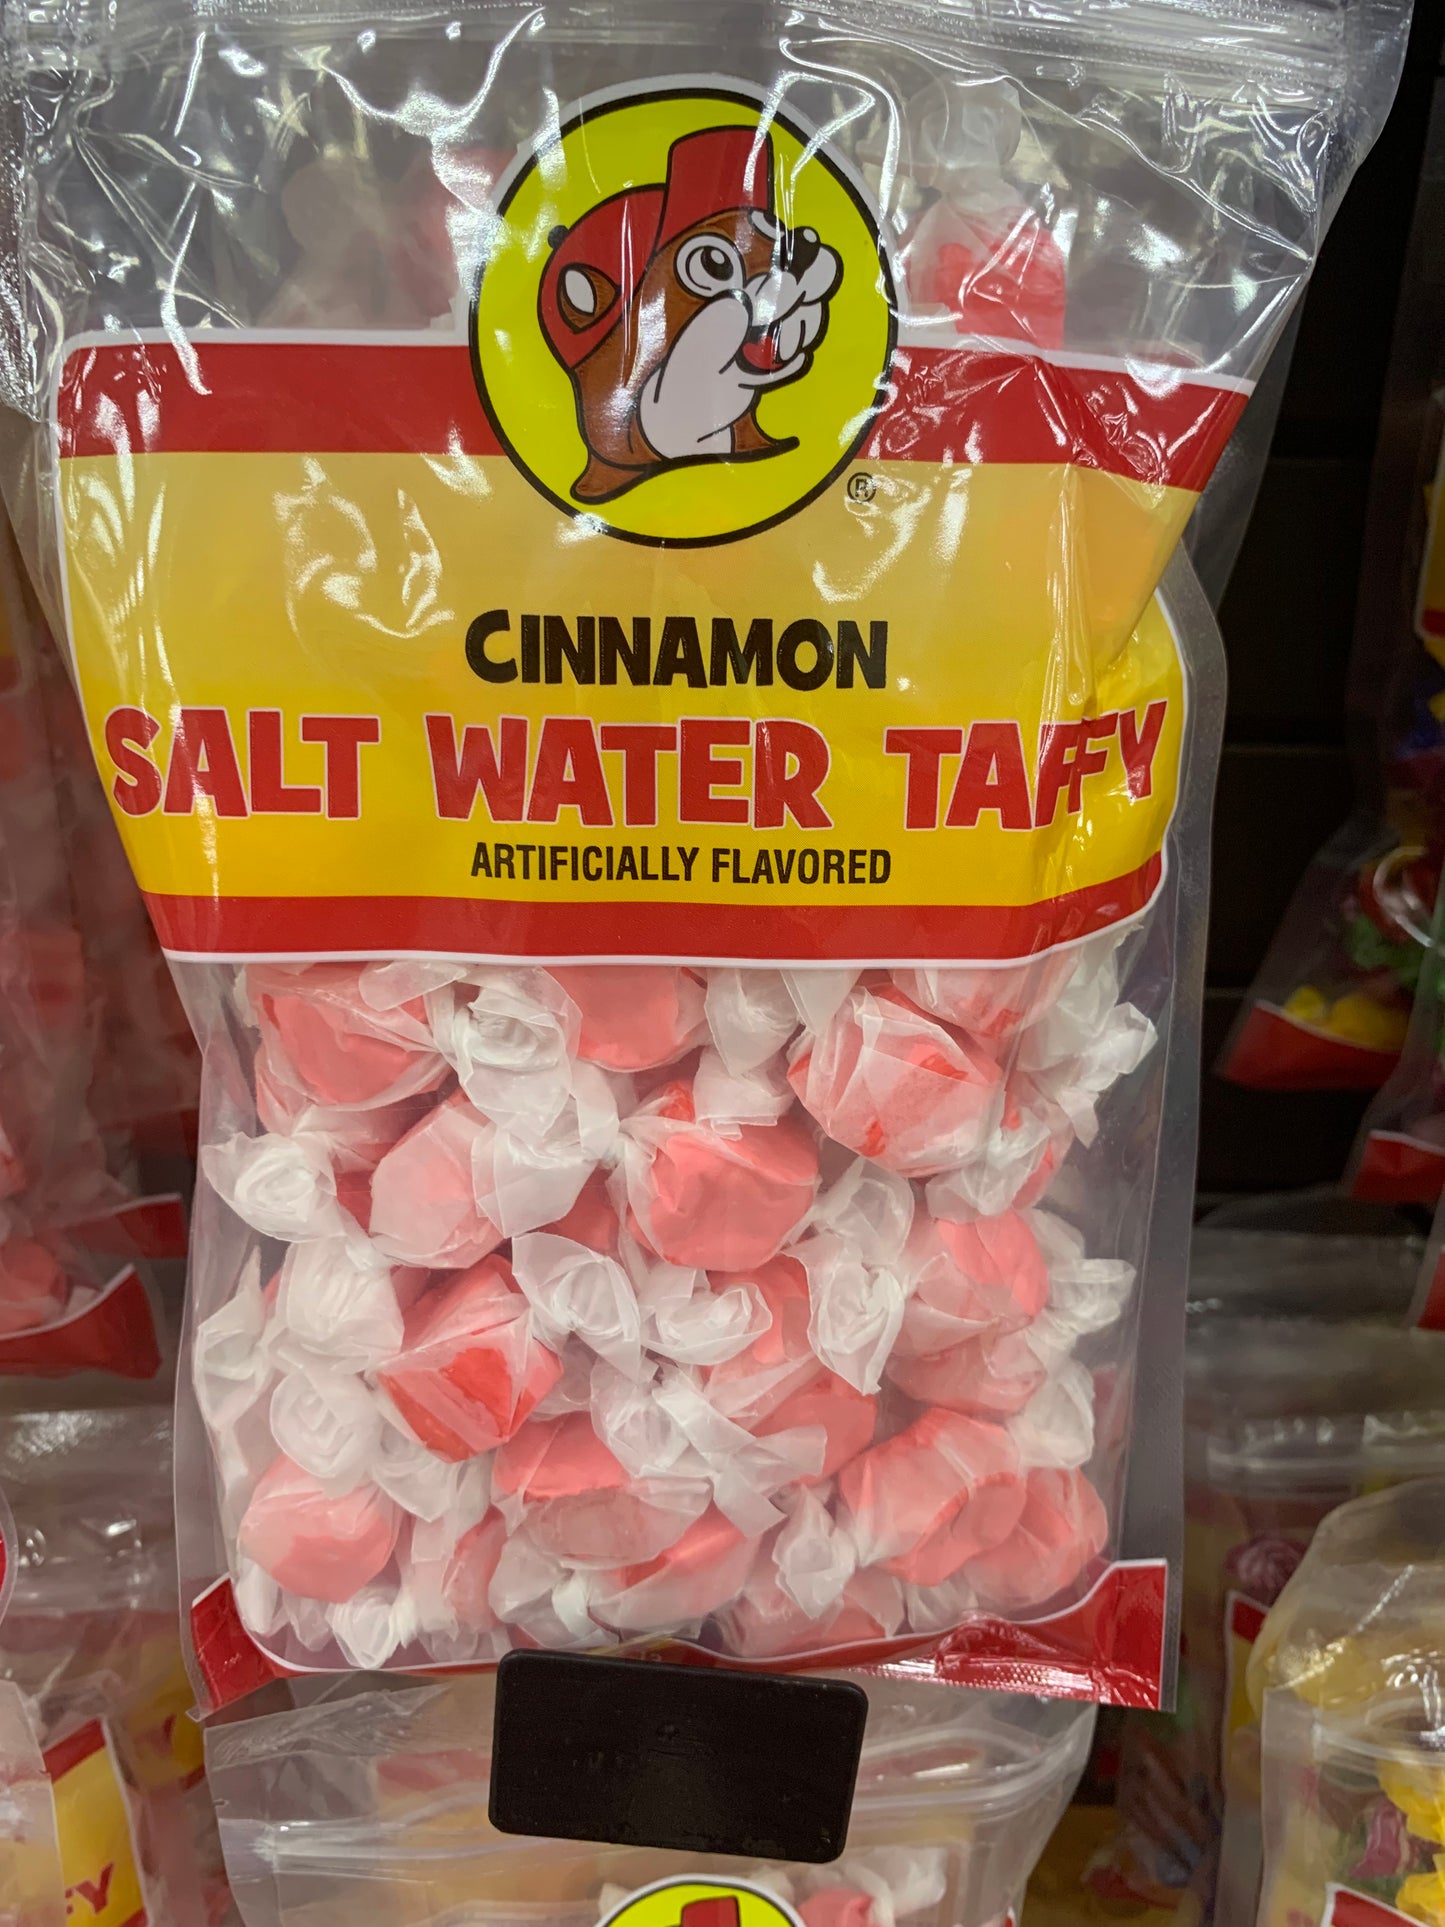 ®
CINNAMON
SALT WATER TAFFY
ARTIFICIALLY FLAVORED